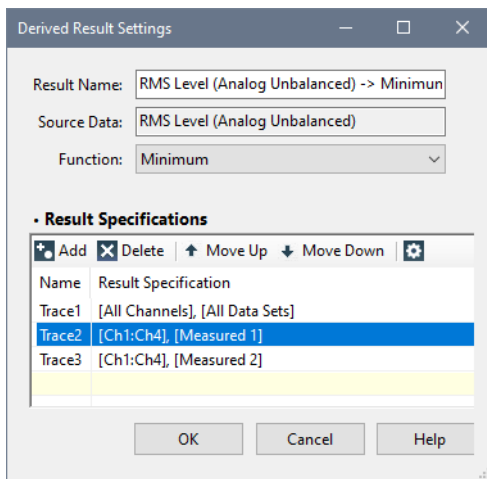 Derived Result Settings
Result Name: RMS Level (Analog Unbalanced) -> Minimun
Source Data: RMS Level (Analog Unbalanced)
Function: Minimum
• Result Specifications
Add Delete Move Up Move Down
Name Result Specification
Trace1 [All Channels], [All Data Sets]
Trace2 [Ch1:Ch4], [Measured 1]
Trace3 [Ch1:Ch4], [Measured 2]
OK Cancel Help